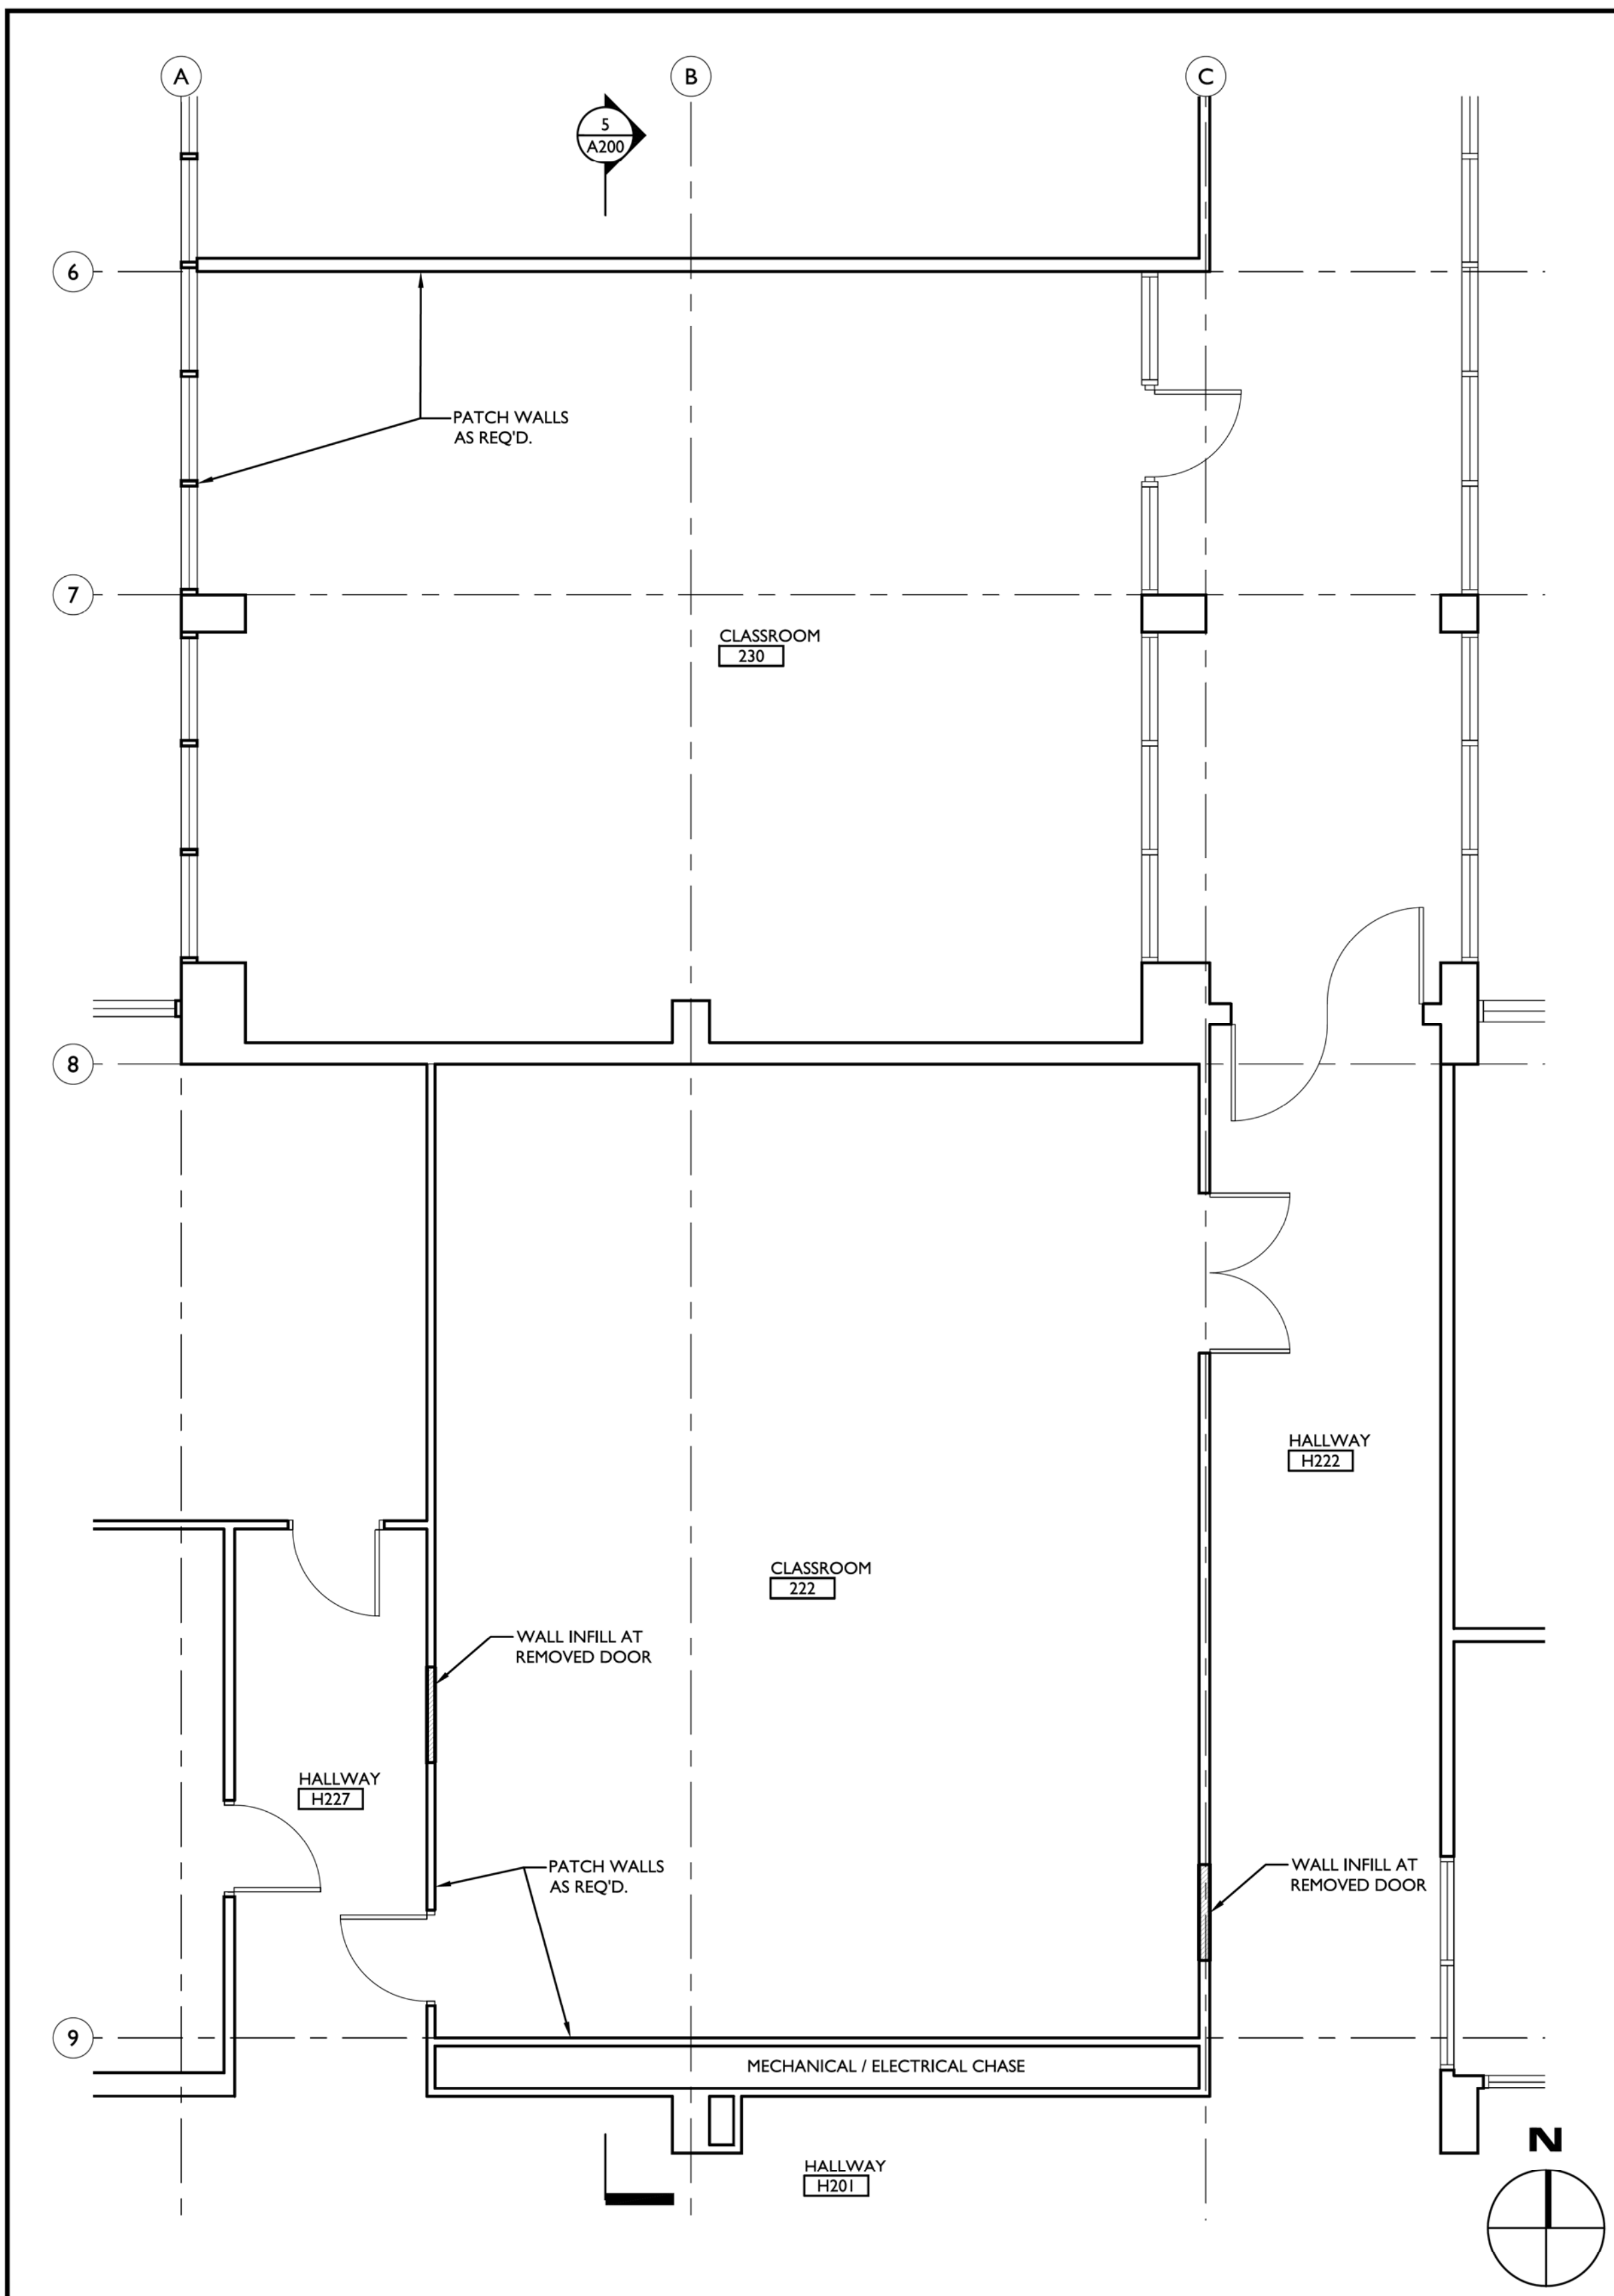 A
B
C
5
A200
6
PATCH WALLS
AS REQ'D.
7
CLASSROOM
230
8
HALLWAY
H222
CLASSROOM
222
WALL INFILL AT
REMOVED DOOR
HALLWAY
H227
PATCH WALLS
AS REQ'D.
WALL INFILL AT
REMOVED DOOR
9
MECHANICAL / ELECTRICAL CHASE
N
HALLWAY
H201